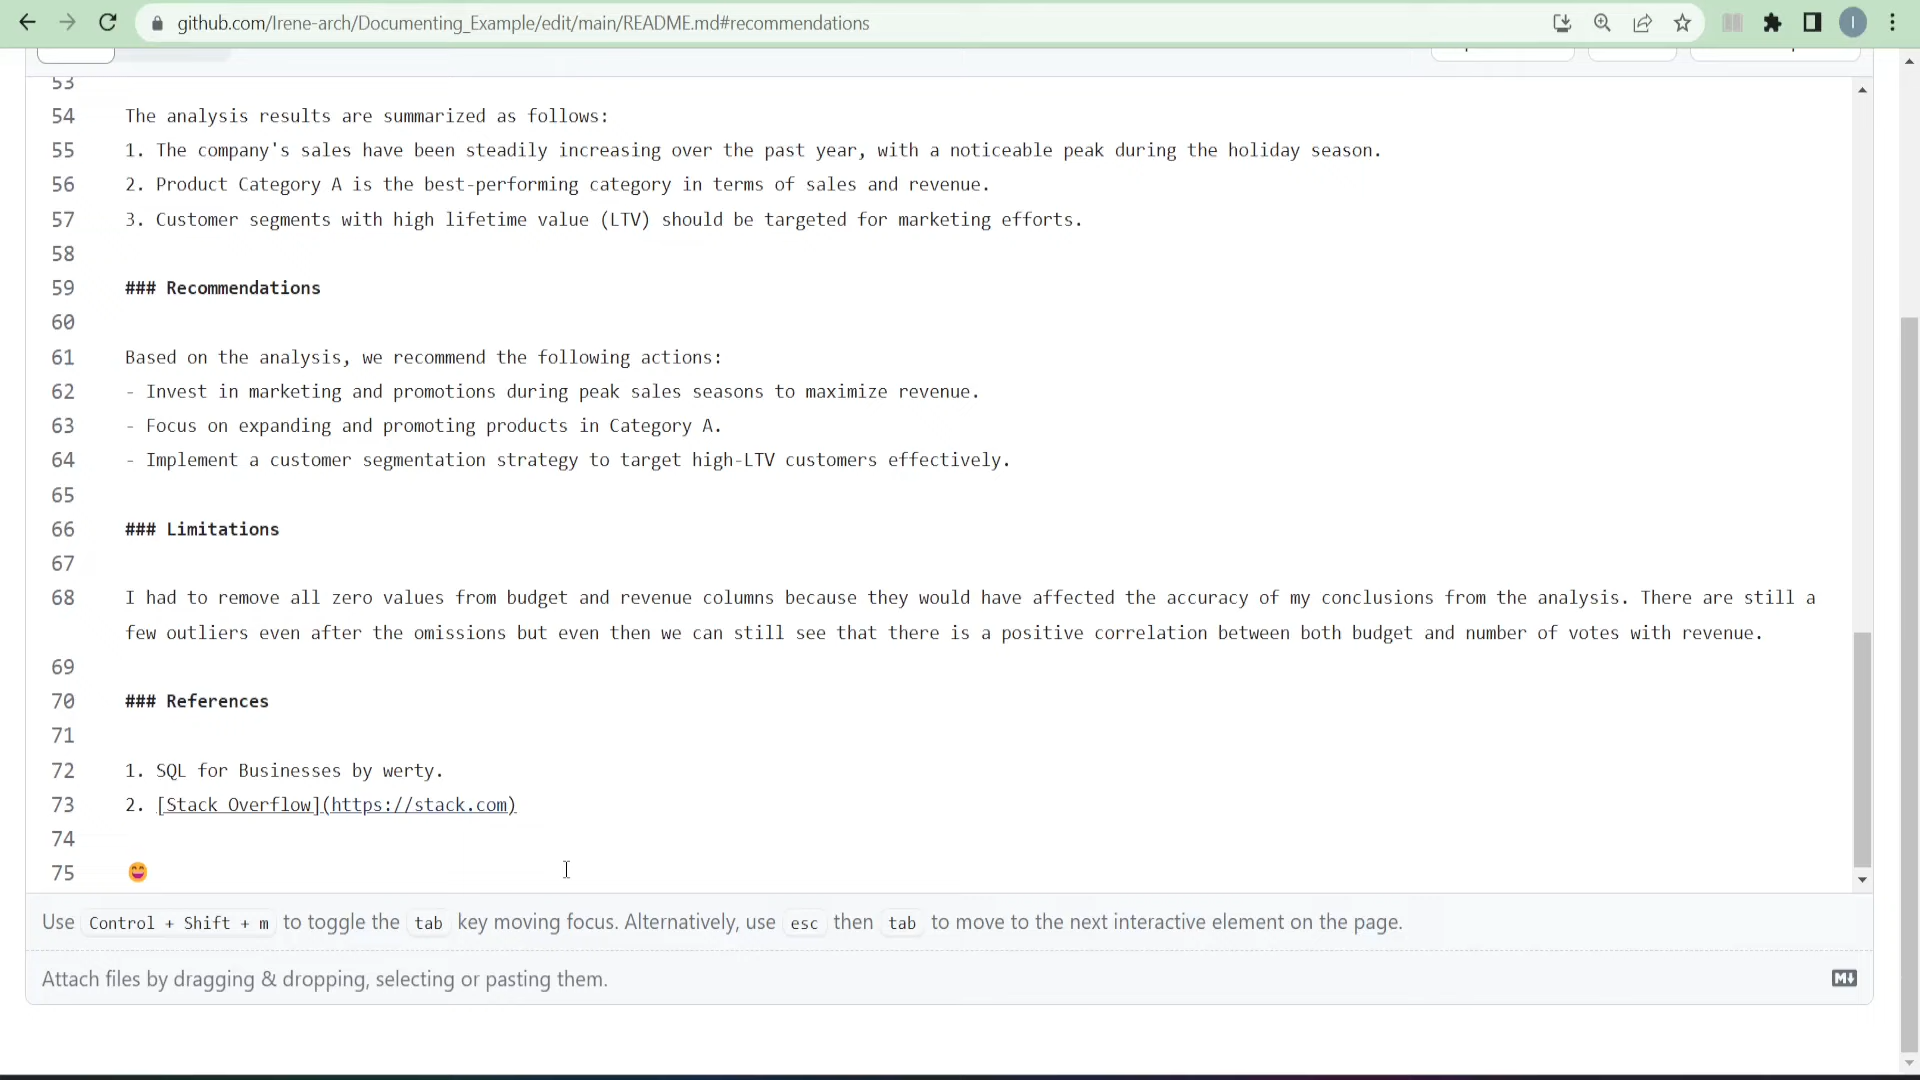 github.com/Irene-arch/Documenting_Example/edit/main/README.md#recommendations
I
53
54 The analysis results are summarized as follows:
55 1. The company's sales have been steadily increasing over the past year, with a noticeable peak during the holiday season.
56 2. Product Category A is the best-performing category in terms of sales and revenue.
57 3. Customer segments with high lifetime value (LTV) should be targeted for marketing efforts.
58
59 ### Recommendations
60
61 Based on the analysis, we recommend the following actions:
62 - Invest in marketing and promotions during peak sales seasons to maximize revenue.
63 - Focus on expanding and promoting products in Category A.
64 - Implement a customer segmentation strategy to target high-LTV customers effectively.
65
66 ### Limitations
67
68 I had to remove all zero values from budget and revenue columns because they would have affected the accuracy of my conclusions from the analysis. There are still a
few outliers even after the omissions but even then we can still see that there is a positive correlation between both budget and number of votes with revenue.
69
70 ### References
71
72 1. SQL for Businesses by werty.
73 2. [Stack Overflow](https://stack.com)
74
75 😄
Use Control + Shift + m to toggle the tab key moving focus. Alternatively, use esc then tab to move to the next interactive element on the page.
Attach files by dragging & dropping, selecting or pasting them.
M↓